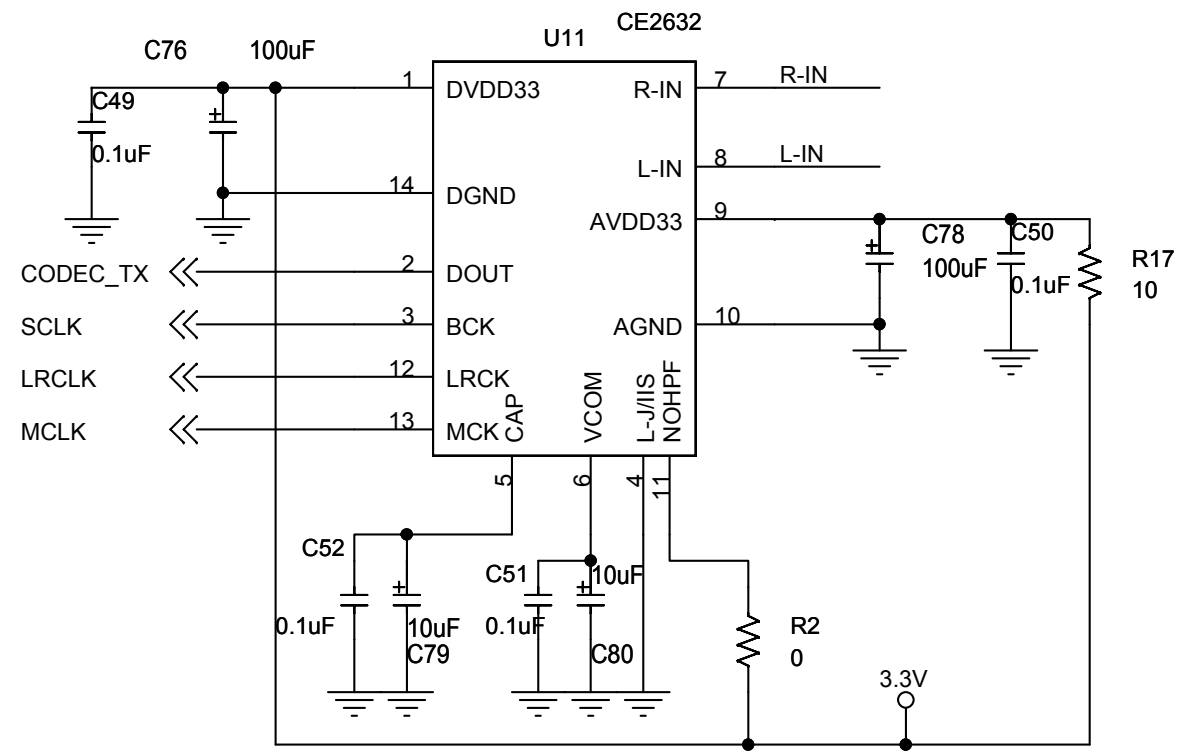 CE2632
U11
C76 100uF
1 DVDD33 R-IN 7 R-IN
C49
+
0.1uF
L-IN 8 L-IN
14 DGND
AVDD33 9
C78 C50
+
100uF
0.1uF
R17
10
CODEC_TX 2 DOUT
SCLK 3 BCK AGND 10
LRCLK 12 LRCK
MCLK 13 MCK
CAP VCOM L-J/IIS NOHPF
5 6 4 11
C52
+
0.1uF 10uF
C79
C51 10uF
+
0.1uF
C80
R2
0
3.3V